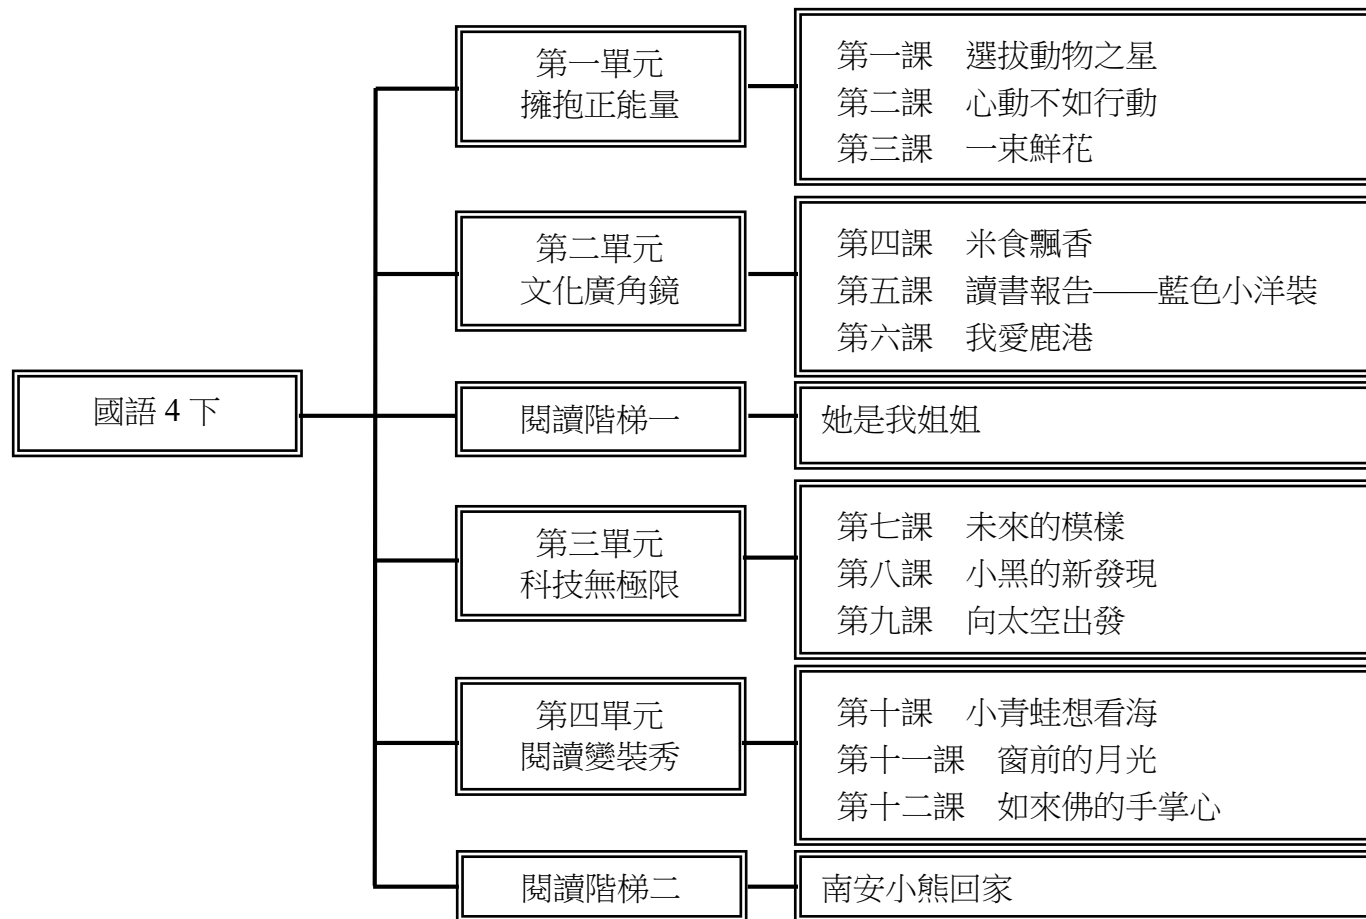 國語 4 下
第一單元
擁抱正能量
第一課　選拔動物之星
第二課　心動不如行動
第三課　一束鮮花
第二單元
文化廣角鏡
第四課　米食飄香
第五課　讀書報告——藍色小洋裝
第六課　我愛鹿港
閱讀階梯一
她是我姐姐
第三單元
科技無極限
第七課　未來的模樣
第八課　小黑的新發現
第九課　向太空出發
第四單元
閱讀變裝秀
第十課　小青蛙想看海
第十一課　窗前的月光
第十二課　如來佛的手掌心
閱讀階梯二
南安小熊回家